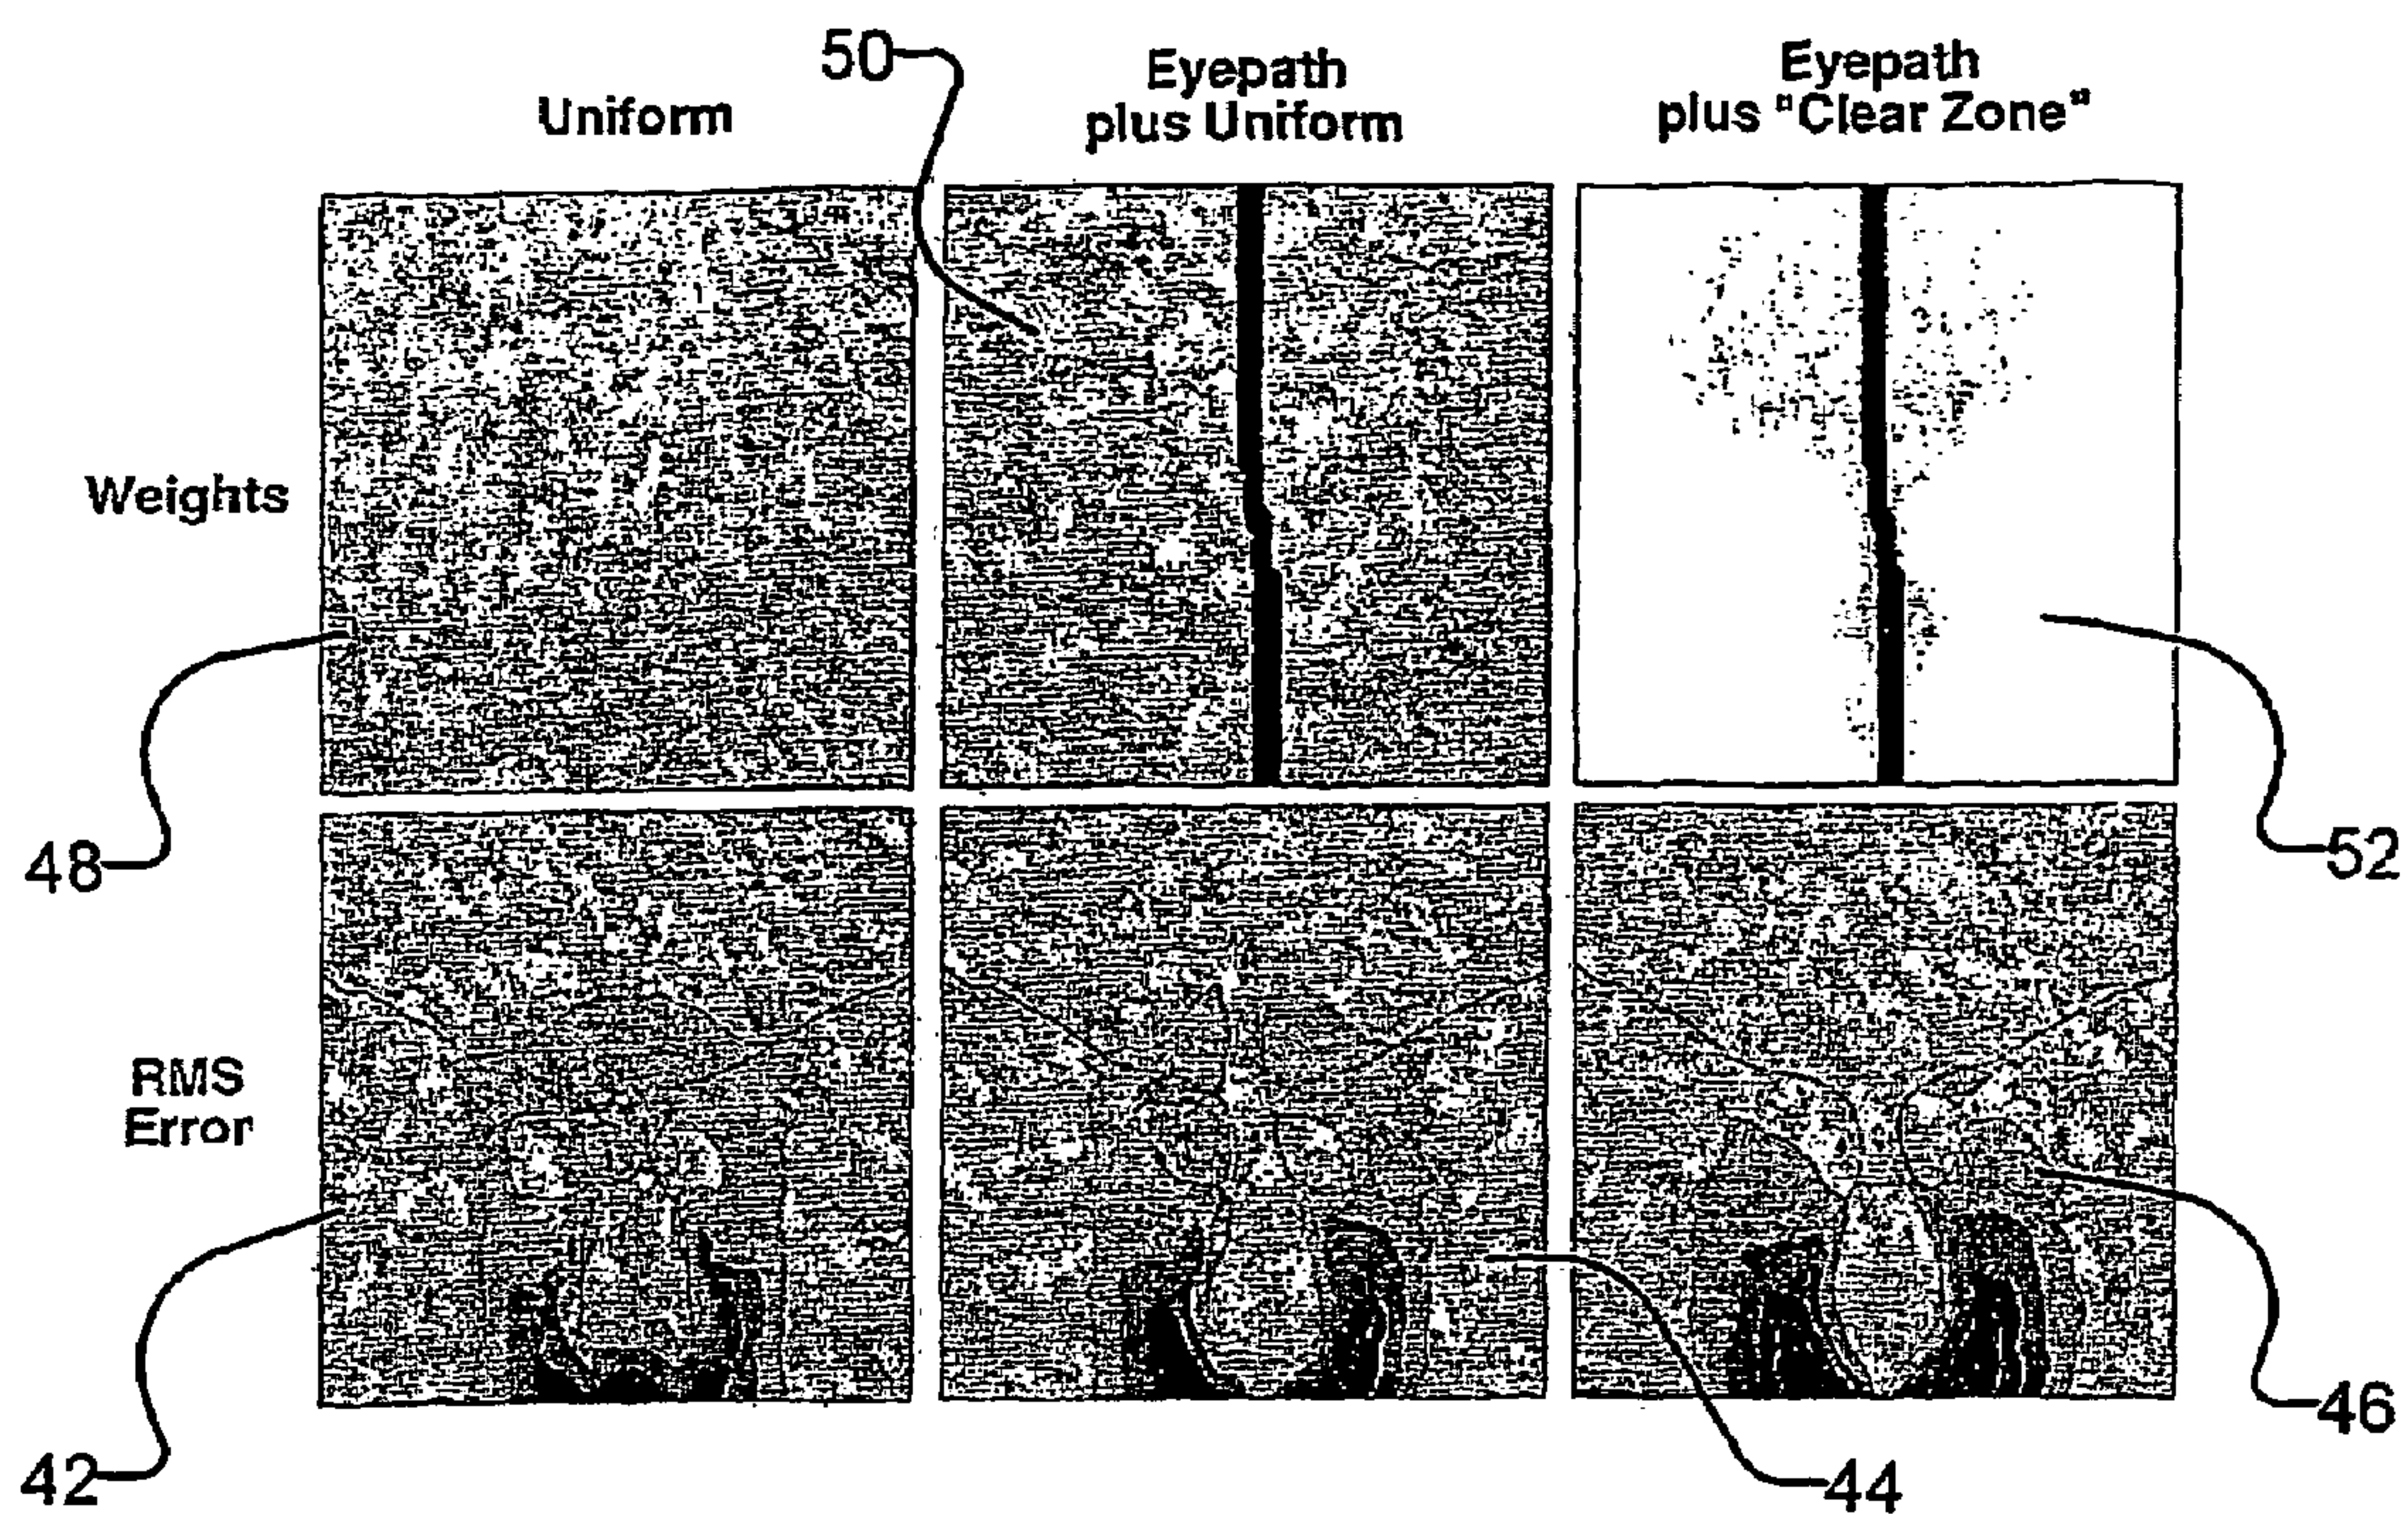 50
Uniform
Eyepath
plus Uniform
Eyepath
plus "Clear Zone"
Weights
48
52
RMS
Error
42
46
44